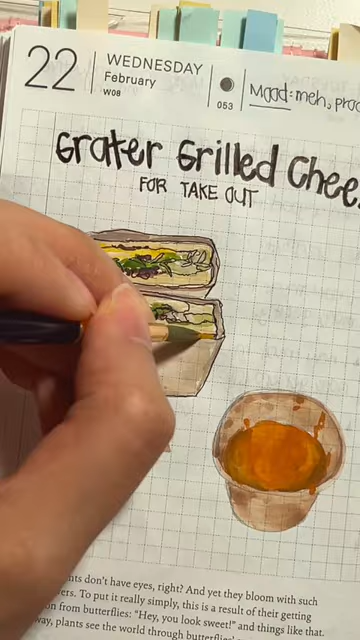 22
WEDNESDAY
February
W08
053
Mood: meh,
Grater Grilled Chee
FOR TAKE OUT
nts don't have eyes, right? And yet they bloom with such
ers. To put it really simply, this is a result of their getting
on from butterflies: "Hey, you look sweet!" and things like that.
way, plants see the world through butterflies'